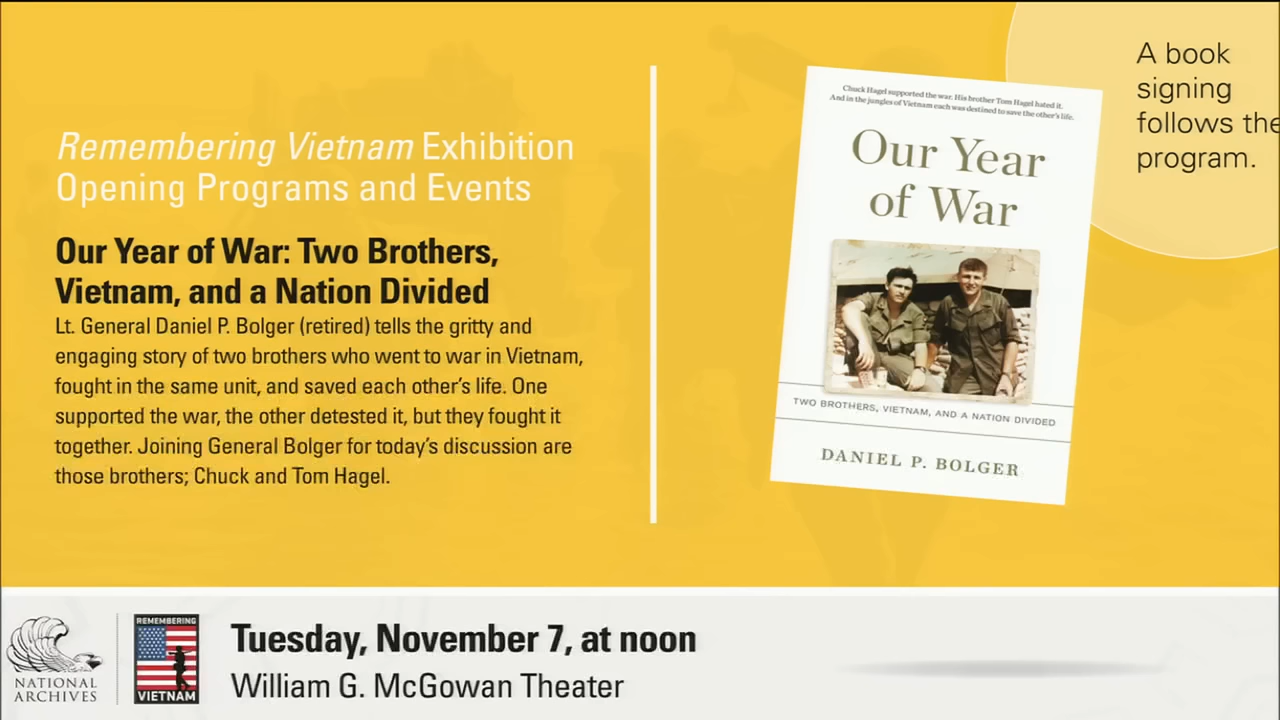 Remembering Vietnam Exhibition
Opening Programs and Events
Our Year of War: Two Brothers,
Vietnam, and a Nation Divided
Lt. General Daniel P. Bolger (retired) tells the gritty and
engaging story of two brothers who went to war in Vietnam,
fought in the same unit, and saved each other’s life. One
supported the war, the other detested it, but they fought it
together. Joining General Bolger for today’s discussion are
those brothers; Chuck and Tom Hagel.
Chuck Hagel supported the war. His brother Tom Hagel hated it.
And in the jungles of Vietnam each was destined to save the other’s life.
Our Year
of War
TWO BROTHERS, VIETNAM, AND A NATION DIVIDED
DANIEL P. BOLGER
A book
signing
follows the
program.
NATIONAL
ARCHIVES
REMEMBERING
VIETNAM
Tuesday, November 7, at noon
William G. McGowan Theater